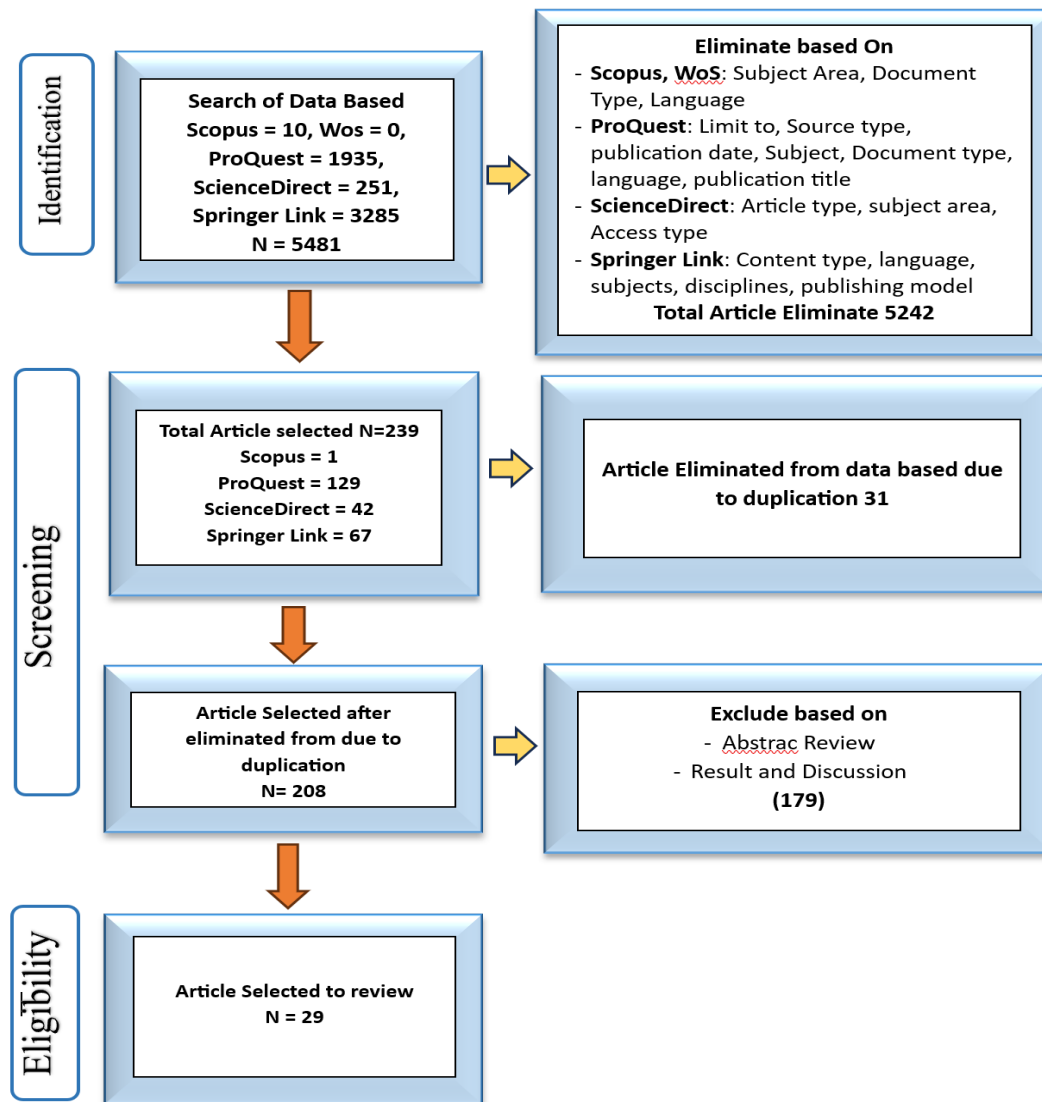 Identification
Search of Data Based
Scopus = 10, Wos = 0,
ProQuest = 1935,
ScienceDirect = 251,
Springer Link = 3285
N = 5481
Eliminate based On
- Scopus, WoS: Subject Area, Document
Type, Language
- ProQuest: Limit to, Source type,
publication date, Subject, Document type,
language, publication title
- ScienceDirect: Article type, subject area,
Access type
- Springer Link: Content type, language,
subjects, disciplines, publishing model
Total Article Eliminate 5242
Screening
Total Article selected N=239
Scopus = 1
ProQuest = 129
ScienceDirect = 42
Springer Link = 67
Article Eliminated from data based due
to duplication 31
Article Selected after
eliminated from due to
duplication
N= 208
Exclude based on
- Abstrac Review
- Result and Discussion
(179)
Eligibility
Article Selected to review
N = 29